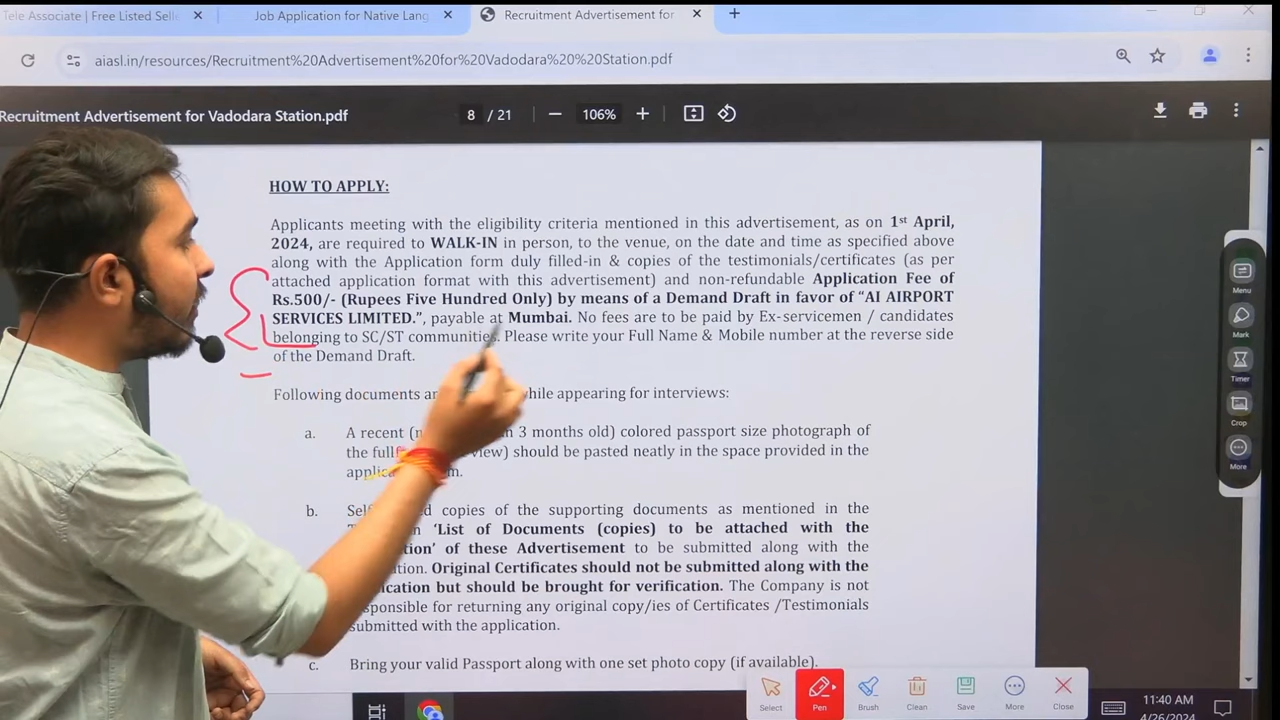 Tele Associate | Free Listed Selle
Job Application for Native Lang
Recruitment Advertisement for
aiasl.in/resources/Recruitment%20Advertisement%20for%20Vadodara%20%20Station.pdf
Recruitment Advertisement for Vadodara Station.pdf
8 / 21
106%
HOW TO APPLY:
Applicants meeting with the eligibility criteria mentioned in this advertisement, as on 1st April,
2024, are required to WALK-IN in person, to the venue, on the date and time as specified above
along with the Application form duly filled-in & copies of the testimonials/certificates (as per
attached application format with this advertisement) and non-refundable Application Fee of
Rs.500/- (Rupees Five Hundred Only) by means of a Demand Draft in favor of “AI AIRPORT
SERVICES LIMITED.”, payable at Mumbai. No fees are to be paid by Ex-servicemen / candidates
belonging to SC/ST communities. Please write your Full Name & Mobile number at the reverse side
of the Demand Draft.
Following documents while appearing for interviews:
a. A recent 3 months old) colored passport size photograph of
the full view) should be pasted neatly in the space provided in the
b. copies of the supporting documents as mentioned in the
‘List of Documents (copies) to be attached with the
of these Advertisement to be submitted along with the
Original Certificates should not be submitted along with the
but should be brought for verification. The Company is not
responsible for returning any original copy/ies of Certificates /Testimonials
submitted with the application.
c. Bring your valid Passport along with one set photo copy (if available).
Menu
Urgency
Timer
Crop
More
Select
Pen
Brush
Clean
Save
More
Close
11:40 AM
4/26/2024